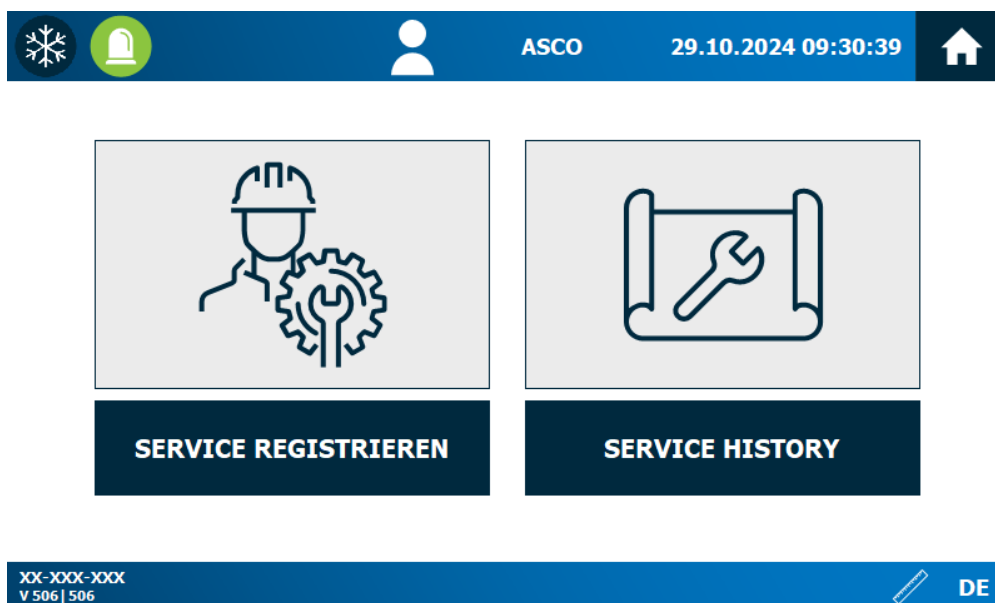 ASCO 29.10.2024 09:30:39
SERVICE REGISTRIEREN
SERVICE HISTORY
XX-XXX-XXX
V 506|506
DE